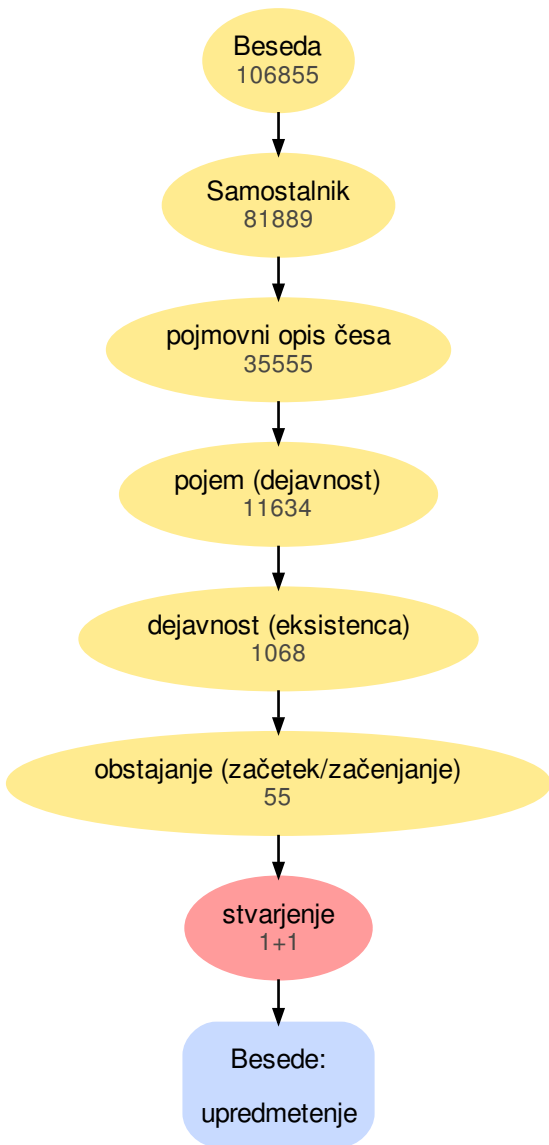 Beseda
106855
Samostalnik
81889
pojmovni opis česa
35555
pojem (dejavnost)
11634
dejavnost (eksistenca)
1068
obstajanje (začetek/začenjanje)
55
stvarjenje
1+1
Besede:
upredmetenje